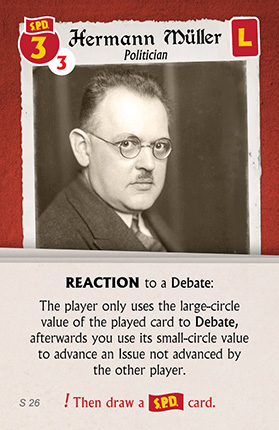 S.P.D.
3
3
Hermann Müller
Politician
L
REACTION to a Debate:
The player only uses the large-circle
value of the played card to Debate,
afterwards you use its small-circle value
to advance an Issue not advanced by
the other player.
S 26
! Then draw a S.P.D. card.